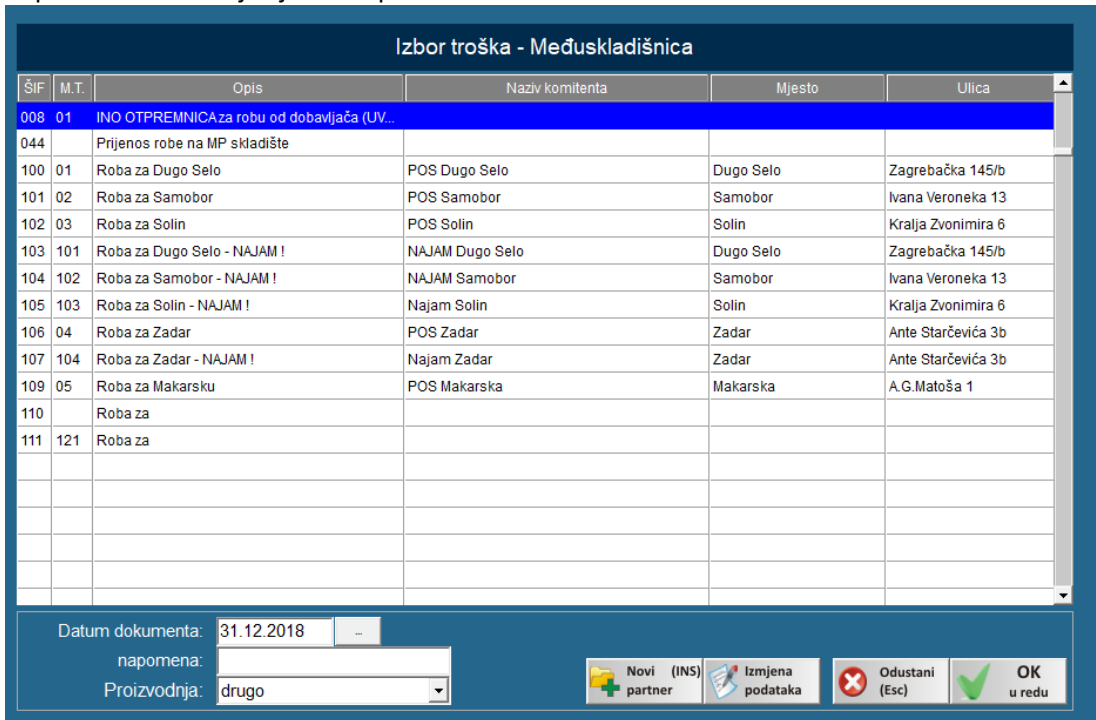 Izbor troška - Međuskladišnica
ŠIF M.T. Opis Naziv komitenta Mjesto Ulica
008 01 INO OTPREMNICAza robu od dobavljača (UV...
044 Prijenos robe na MP skladište
100 01 Roba za Dugo Selo POS Dugo Selo Dugo Selo Zagrebačka 145/b
101 02 Roba za Samobor POS Samobor Samobor Ivana Veroneka 13
102 03 Roba za Solin POS Solin Solin Kralja Zvonimira 6
103 101 Roba za Dugo Selo - NAJAM ! NAJAM Dugo Selo Dugo Selo Zagrebačka 145/b
104 102 Roba za Samobor - NAJAM ! NAJAM Samobor Samobor Ivana Veroneka 13
105 103 Roba za Solin - NAJAM ! Najam Solin Solin Kralja Zvonimira 6
106 04 Roba za Zadar POS Zadar Zadar Ante Starčevića 3b
107 104 Roba za Zadar - NAJAM ! Najam Zadar Zadar Ante Starčevića 3b
109 05 Roba za Makarsku POS Makarska Makarska A.G.Matoša 1
110 Roba za
111 121 Roba za
Datum dokumenta: 31.12.2018 ...
napomena:
Proizvodnja: drugo
Novi (INS) partner
Izmjena podataka
Odustani (Esc)
OK u redu